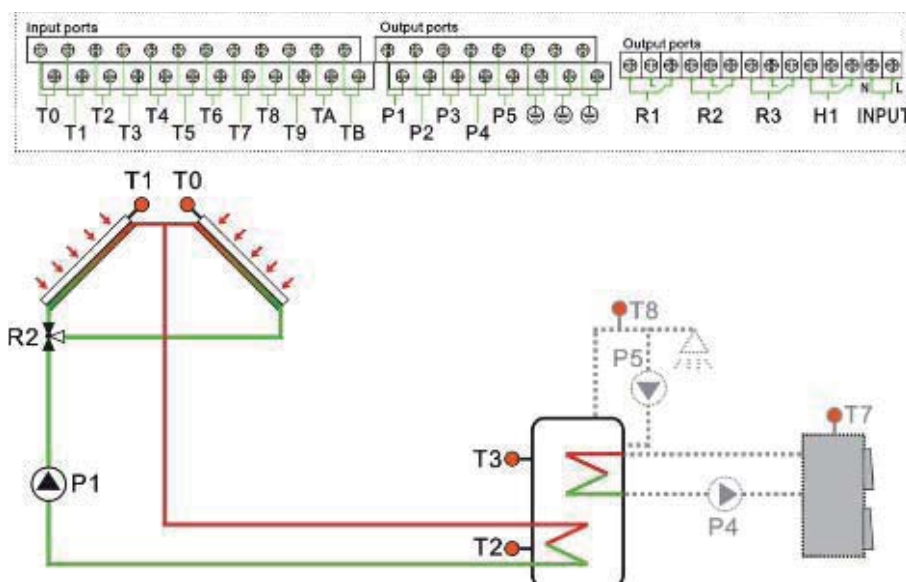 Input ports
Output ports
Output ports
T0 T2 T4 T6 T8 TA
T1 T3 T5 T7 T9 TB
P1 P3 P5
P2 P4
L L L L N L
R1 R2 R3 H1 INPUT
T1 T0
R2
T8
P5
T7
T3
P1
P4
T2